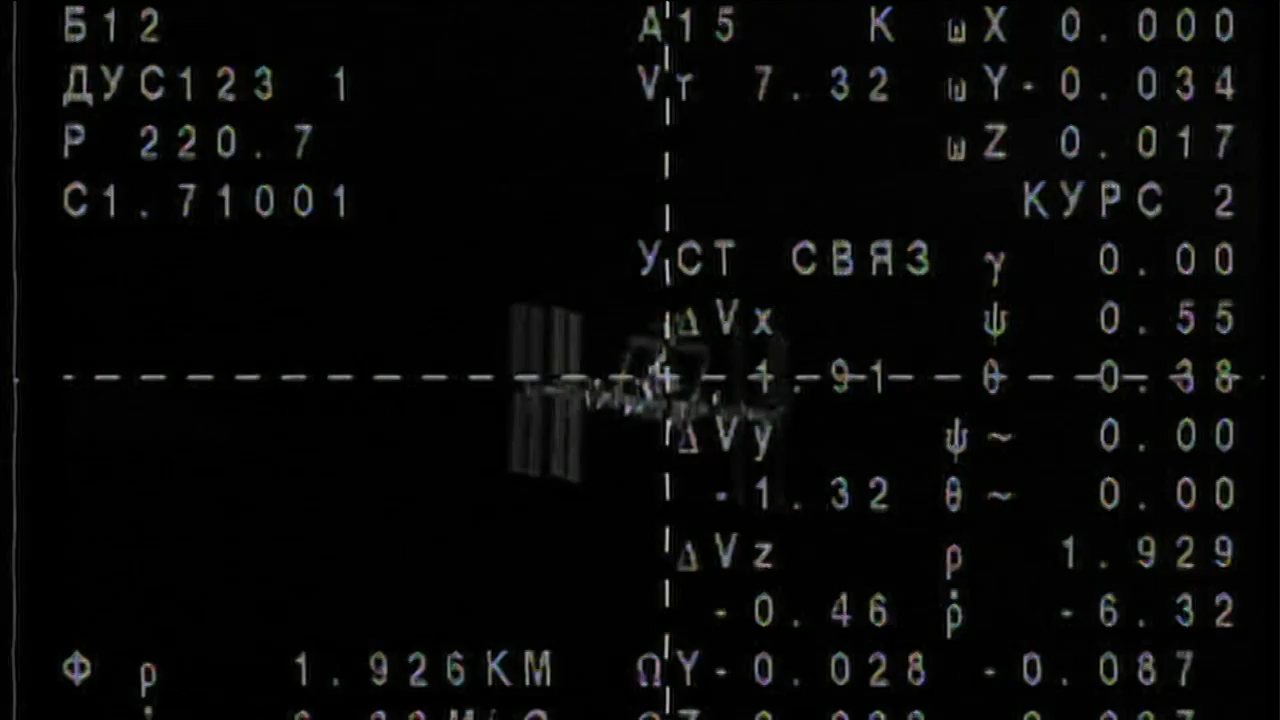 Б12 А15 К ωX 0.000
ДУС123 1 Vт 7.32 ωY-0.034
Р 220.7 ωZ 0.017
С1.71001 КУРС 2
УСТ СВЯЗ γ 0.00
ΔVx ψ 0.55
1.91 θ 0.38
ΔVy ψ~ 0.00
-1.32 θ~ 0.00
ΔVz ρ 1.929
-0.46 ρ̇ -6.32
Ф ρ 1.926КМ ΩY-0.028 -0.087